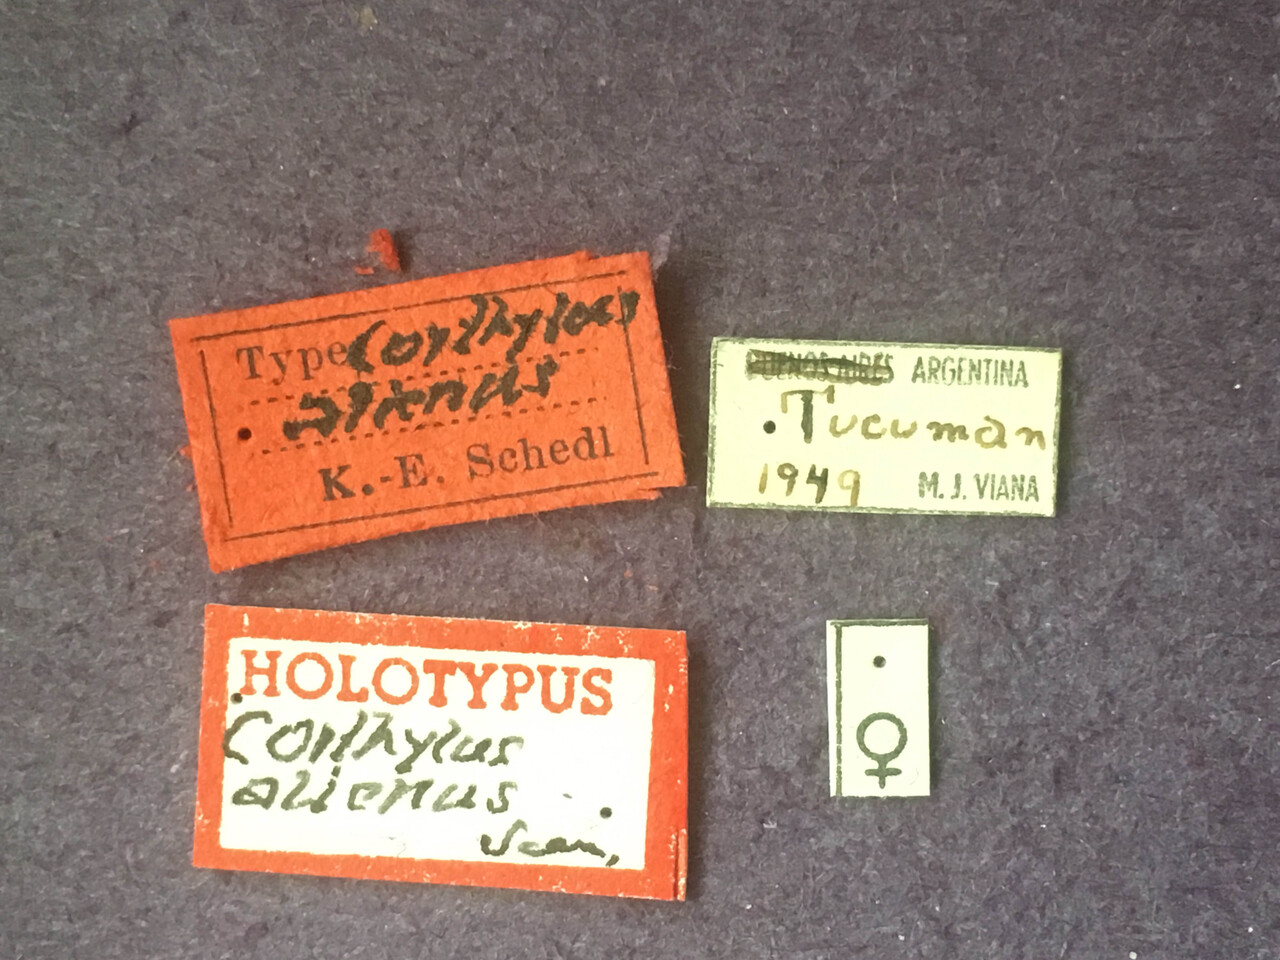 Type Corthylus
alienus
K.-E. Schedl
BUENOS AIRES ARGENTINA
Tucuman
1949 M. J. VIANA
HOLOTYPUS
Corthylus
alienus
♀